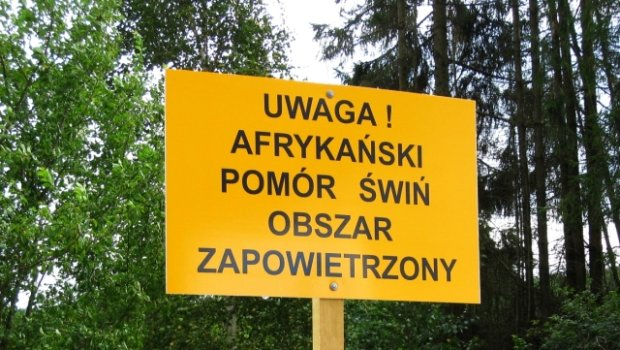 UWAGA !
AFRYKAŃSKI
POMÓR ŚWIŃ
OBSZAR
ZAPOWIETRZONY